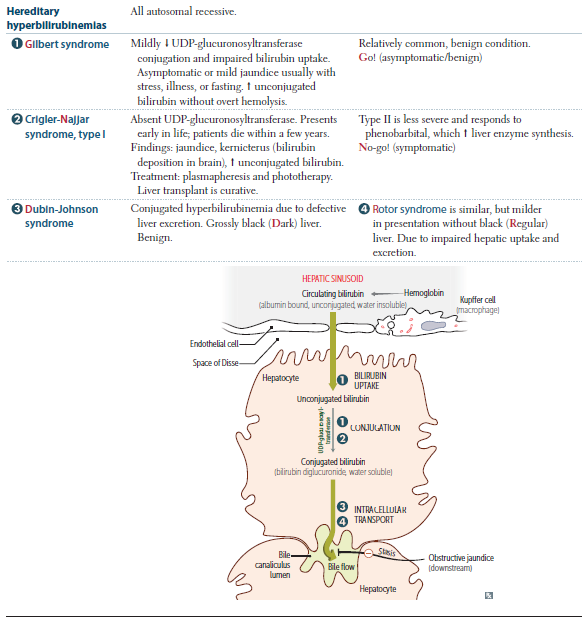 Hereditary
hyperbilirubinemias
All autosomal recessive.
❶ Gilbert syndrome
Mildly ↓ UDP-glucuronosyltransferase
conjugation and impaired bilirubin uptake.
Asymptomatic or mild jaundice usually with
stress, illness, or fasting. ↑ unconjugated
bilirubin without overt hemolysis.
Relatively common, benign condition.
Go! (asymptomatic/benign)
❷ Crigler-Najjar
syndrome, type I
Absent UDP-glucuronosyltransferase. Presents
early in life; patients die within a few years.
Findings: jaundice, kernicterus (bilirubin
deposition in brain), ↑ unconjugated bilirubin.
Treatment: plasmapheresis and phototherapy.
Liver transplant is curative.
Type II is less severe and responds to
phenobarbital, which ↑ liver enzyme synthesis.
No-go! (symptomatic)
❸ Dubin-Johnson
syndrome
Conjugated hyperbilirubinemia due to defective
liver excretion. Grossly black (Dark) liver.
Benign.
❹ Rotor syndrome is similar, but milder
in presentation without black (Regular)
liver. Due to impaired hepatic uptake and
excretion.
HEPATIC SINUSOID
Circulating bilirubin
(albumin bound, unconjugated, water insoluble)
Hemoglobin
Kupffer cell
(macrophage)
Endothelial cell
Space of Disse
Hepatocyte
❶ BILIRUBIN
UPTAKE
Unconjugated bilirubin
❶ CONJUGATION
❷
Conjugated bilirubin
(bilirubin diglucuronide, water soluble)
❸ INTRACELLULAR
❹ TRANSPORT
Bile
canaliculus
lumen
Bile flow
Stasis
Obstructive jaundice
(downstream)
Hepatocyte